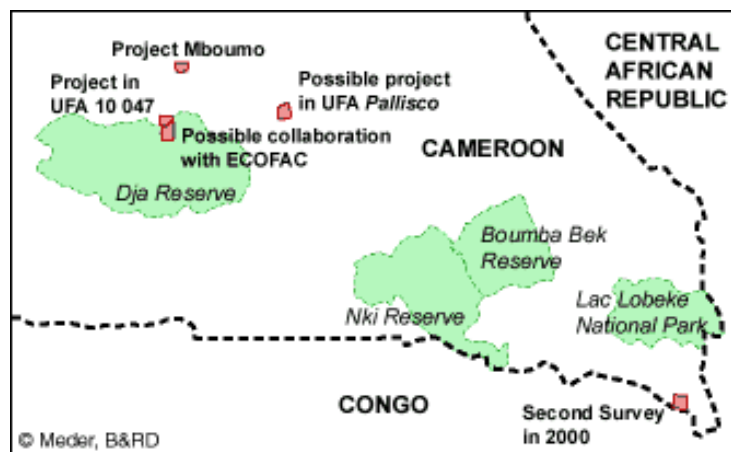 Project Mboumo
CENTRAL
AFRICAN
REPUBLIC
Project in
UFA 10 047
Possible project
in UFA Pallisco
Possible collaboration
with ECOFAC
CAMEROON
Dja Reserve
Boumba Bek
Reserve
Nki Reserve
Lac Lobeke
National Park
CONGO
Second Survey
in 2000
© Meder, B&RD